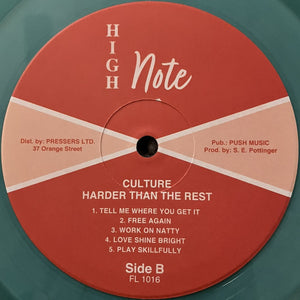 HIGH
Note
Dist. by: PRESSERS LTD.
37 Orange Street
Pub.: PUSH MUSIC
Prod. by: S. E. Pottinger
CULTURE
HARDER THAN THE REST
1. TELL ME WHERE YOU GET IT
2. FREE AGAIN
3. WORK ON NATTY
4. LOVE SHINE BRIGHT
5. PLAY SKILLFULLY
Side B
FL 1016